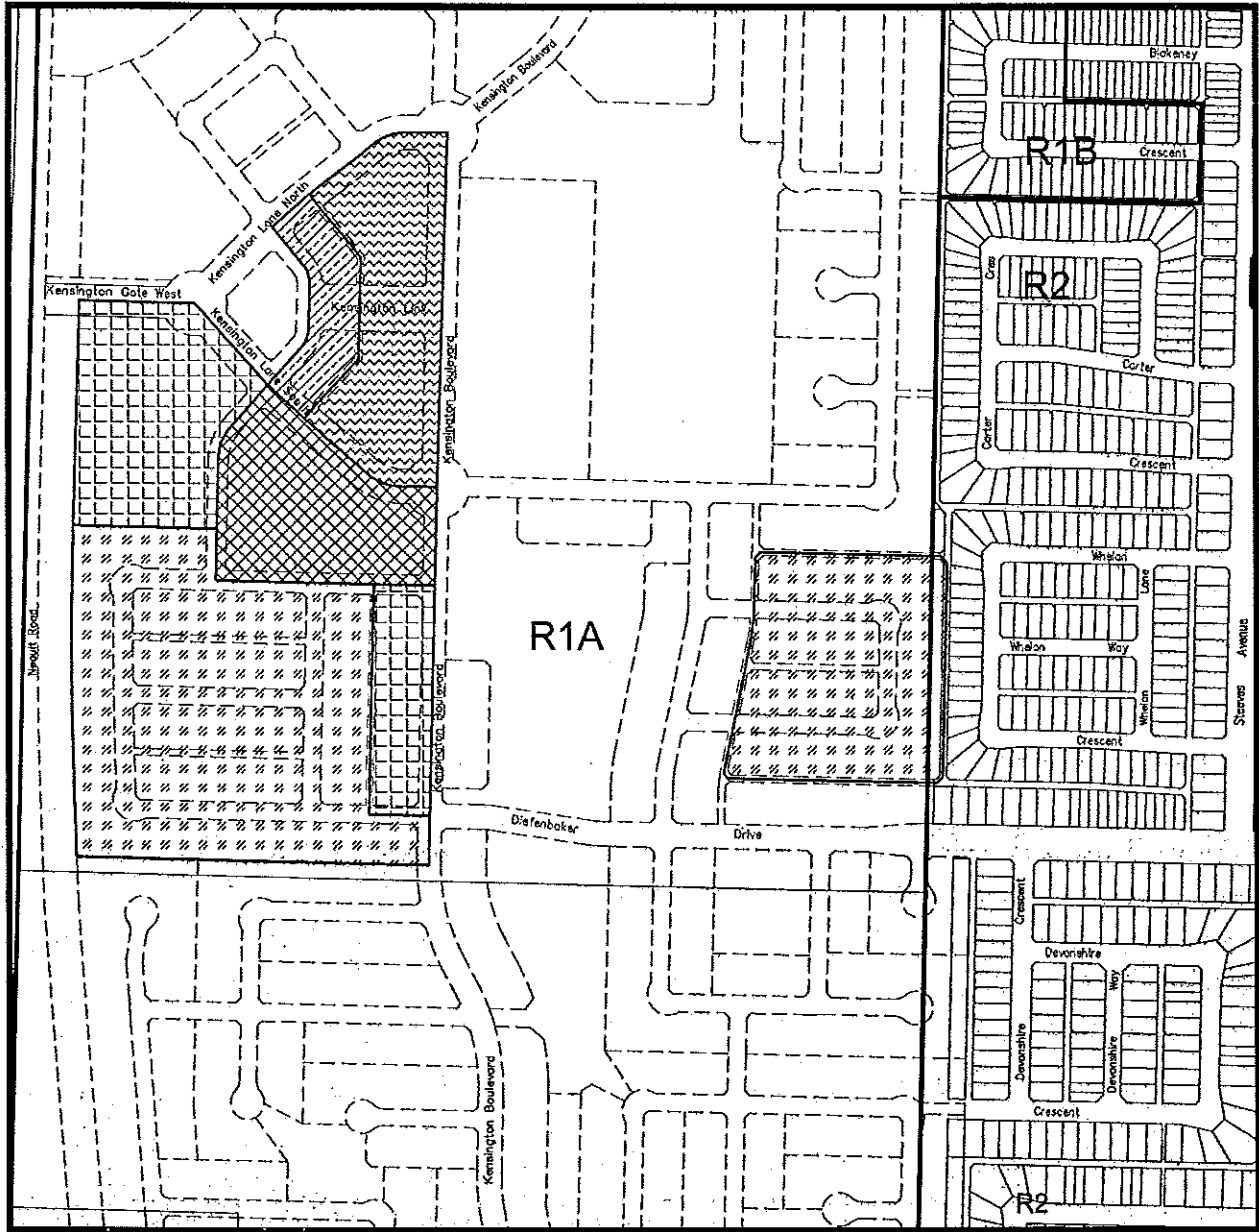 Blakeney
Kensington Boulevard
R1B
Crescent
Kensington Lane North
Kensington Gate West
Cres
R2
Kensington Link
Kensington Lane South
Kensington Boulevard
Carter
Carter
Crescent
Whelan
Lane
Neault Road
R1A
Whelan
Way
Avenue
Kensington Boulevard
Whelan
Steeves
Crescent
Diefenbaker
Drive
Crescent
Devonshire
Way
Devonshire
Devonshire
Kensington Boulevard
Crescent
R2